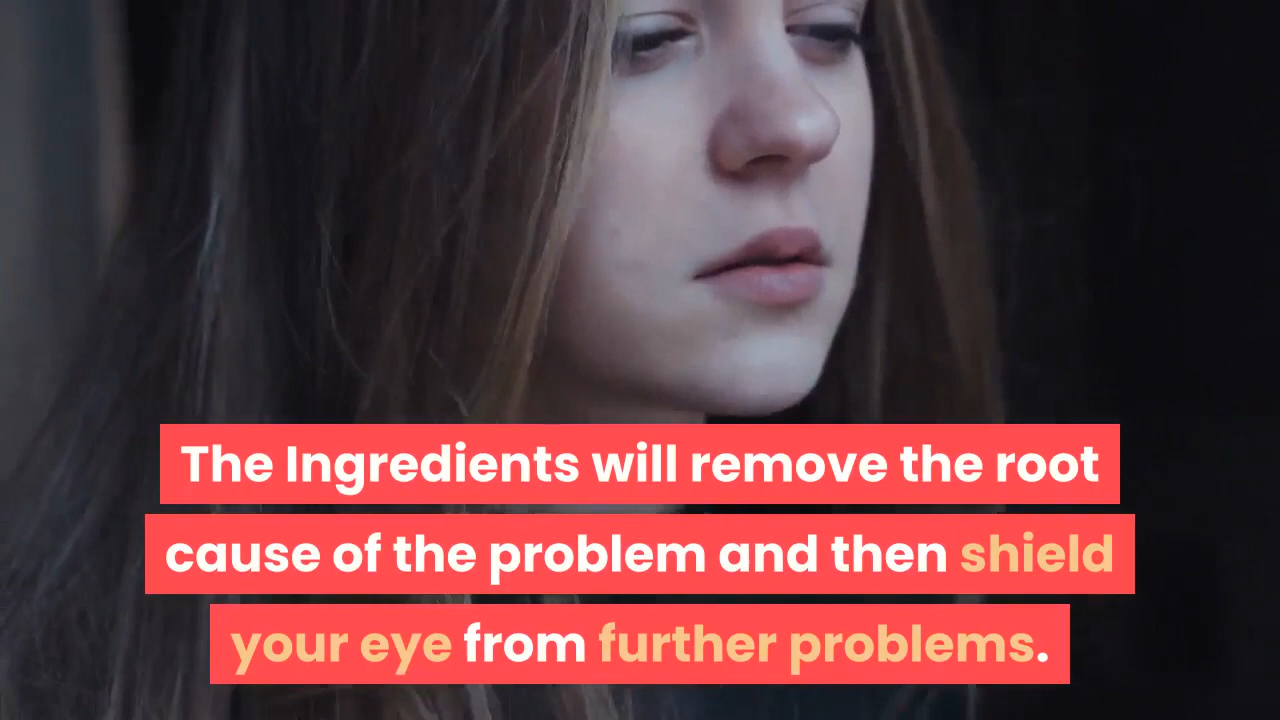 The Ingredients will remove the root
cause of the problem and then shield
your eye from further problems.